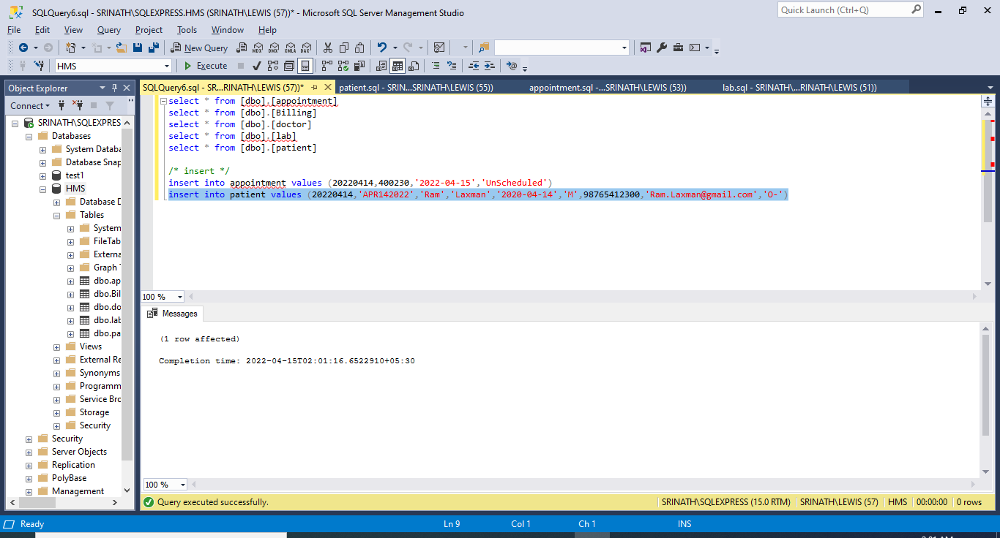 SQLQuery6.sql - SRINATH\SQLEXPRESS.HMS (SRINATH\LEWIS (57))* - Microsoft SQL Server Management Studio
Quick Launch (Ctrl+Q)
File Edit View Query Project Tools Window Help
New Query MDX DMX XMLA DAX
HMS Execute
Object Explorer
Connect
SRINATH\SQLEXPRES
Databases
System Databa
Database Snap
test1
HMS
Database D
Tables
System
FileTab
Externa
Graph T
dbo.ap
dbo.Bil
dbo.do
dbo.lab
dbo.pa
Views
External Re
Synonyms
Programm
Service Bro
Storage
Security
Security
Server Objects
Replication
PolyBase
Management
SQLQuery6.sql - SR...RINATH\LEWIS (57))* patient.sql - SRIN...SRINATH\LEWIS (55)) appointment.sql -...SRINATH\LEWIS (53)) lab.sql - SRINATH\...RINATH\LEWIS (51))
select * from [dbo].[appointment]
select * from [dbo].[Billing]
select * from [dbo].[doctor]
select * from [dbo].[lab]
select * from [dbo].[patient]
/* insert */
insert into appointment values (20220414,400230,'2022-04-15','UnScheduled')
insert into patient values (20220414,'APR142022','Ram','Laxman','2020-04-14','M',98765412300,'Ram.Laxman@gmail.com','O-')
100 %
Messages
(1 row affected)
Completion time: 2022-04-15T02:01:16.6522910+05:30
100 %
Query executed successfully. SRINATH\SQLEXPRESS (15.0 RTM) SRINATH\LEWIS (57) HMS 00:00:00 0 rows
Ready Ln 9 Col 1 Ch 1 INS